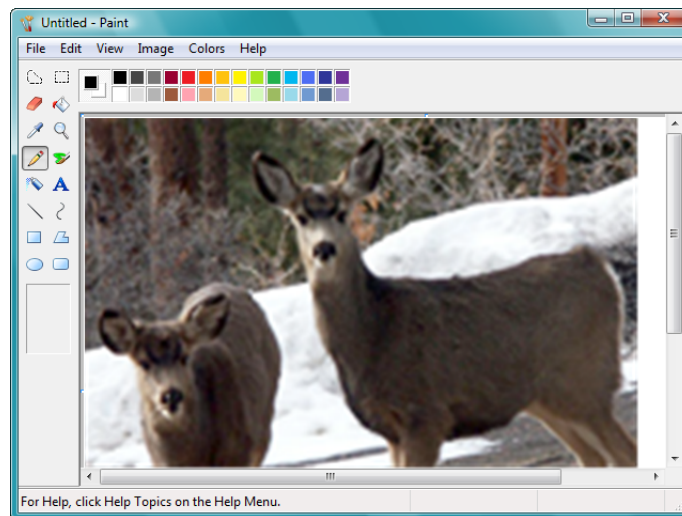 Untitled - Paint
File Edit View Image Colors Help
A
For Help, click Help Topics on the Help Menu.